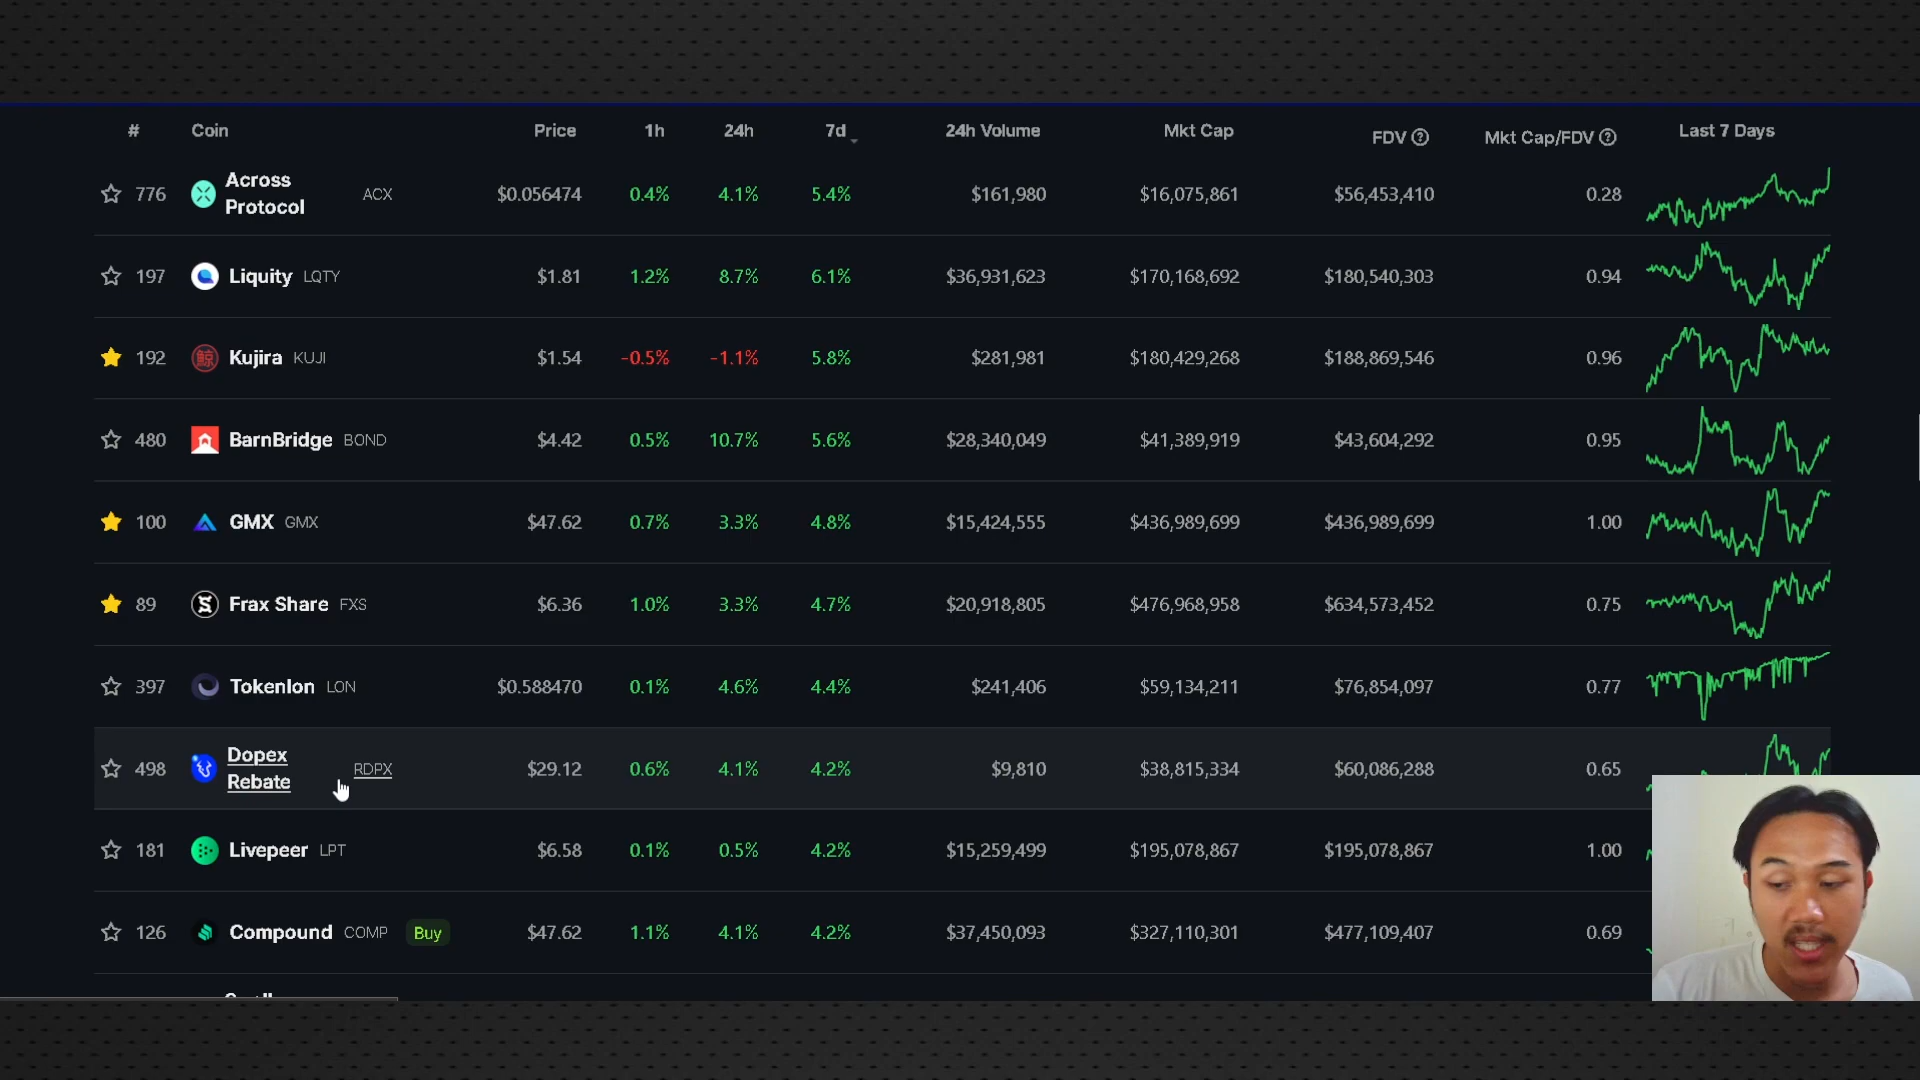 # Coin Price 1h 24h 7d 24h Volume Mkt Cap FDV Mkt Cap/FDV Last 7 Days
776 Across Protocol ACX $0.056474 0.4% 4.1% 5.4% $161,980 $16,075,861 $56,453,410 0.28
197 Liquity LQTY $1.81 1.2% 8.7% 6.1% $36,931,623 $170,168,692 $180,540,303 0.94
192 Kujira KUJI $1.54 -0.5% -1.1% 5.8% $281,981 $180,429,268 $188,869,546 0.96
480 BarnBridge BOND $4.42 0.5% 10.7% 5.6% $28,340,049 $41,389,919 $43,604,292 0.95
100 GMX GMX $47.62 0.7% 3.3% 4.8% $15,424,555 $436,989,699 $436,989,699 1.00
89 Frax Share FXS $6.36 1.0% 3.3% 4.7% $20,918,805 $476,968,958 $634,573,452 0.75
397 Tokenlon LON $0.588470 0.1% 4.6% 4.4% $241,406 $59,134,211 $76,854,097 0.77
498 Dopex Rebate RDPX $29.12 0.6% 4.1% 4.2% $9,810 $38,815,334 $60,086,288 0.65
181 Livepeer LPT $6.58 0.1% 0.5% 4.2% $15,259,499 $195,078,867 $195,078,867 1.00
126 Compound COMP Buy $47.62 1.1% 4.1% 4.2% $37,450,093 $327,110,301 $477,109,407 0.69